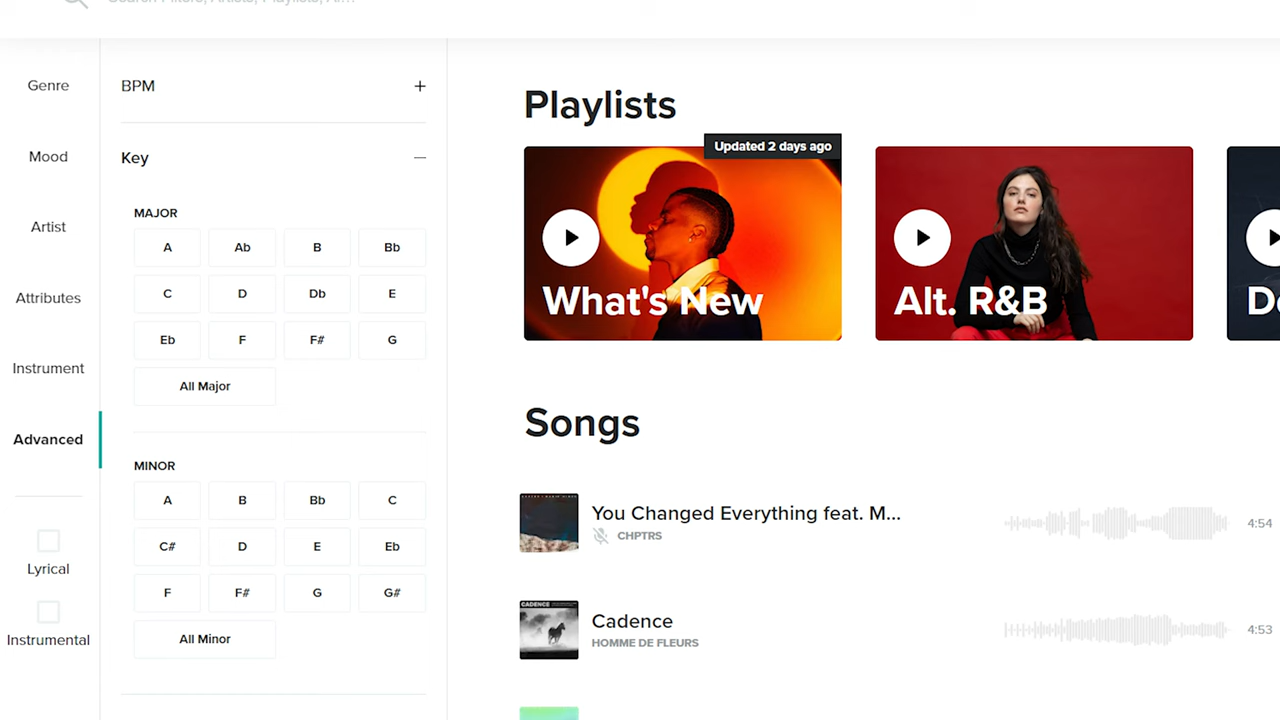 Genre
Mood
Artist
Attributes
Instrument
Advanced
Lyrical
Instrumental
BPM +
Key —
MAJOR
A Ab B Bb
C D Db E
Eb F F# G
All Major
MINOR
A B Bb C
C# D E Eb
F F# G G#
All Minor
Playlists
Updated 2 days ago
What's New
Alt. R&B
Songs
You Changed Everything feat. M...
CHPTRS
4:54
CADENCE
Cadence
HOMME DE FLEURS
4:53